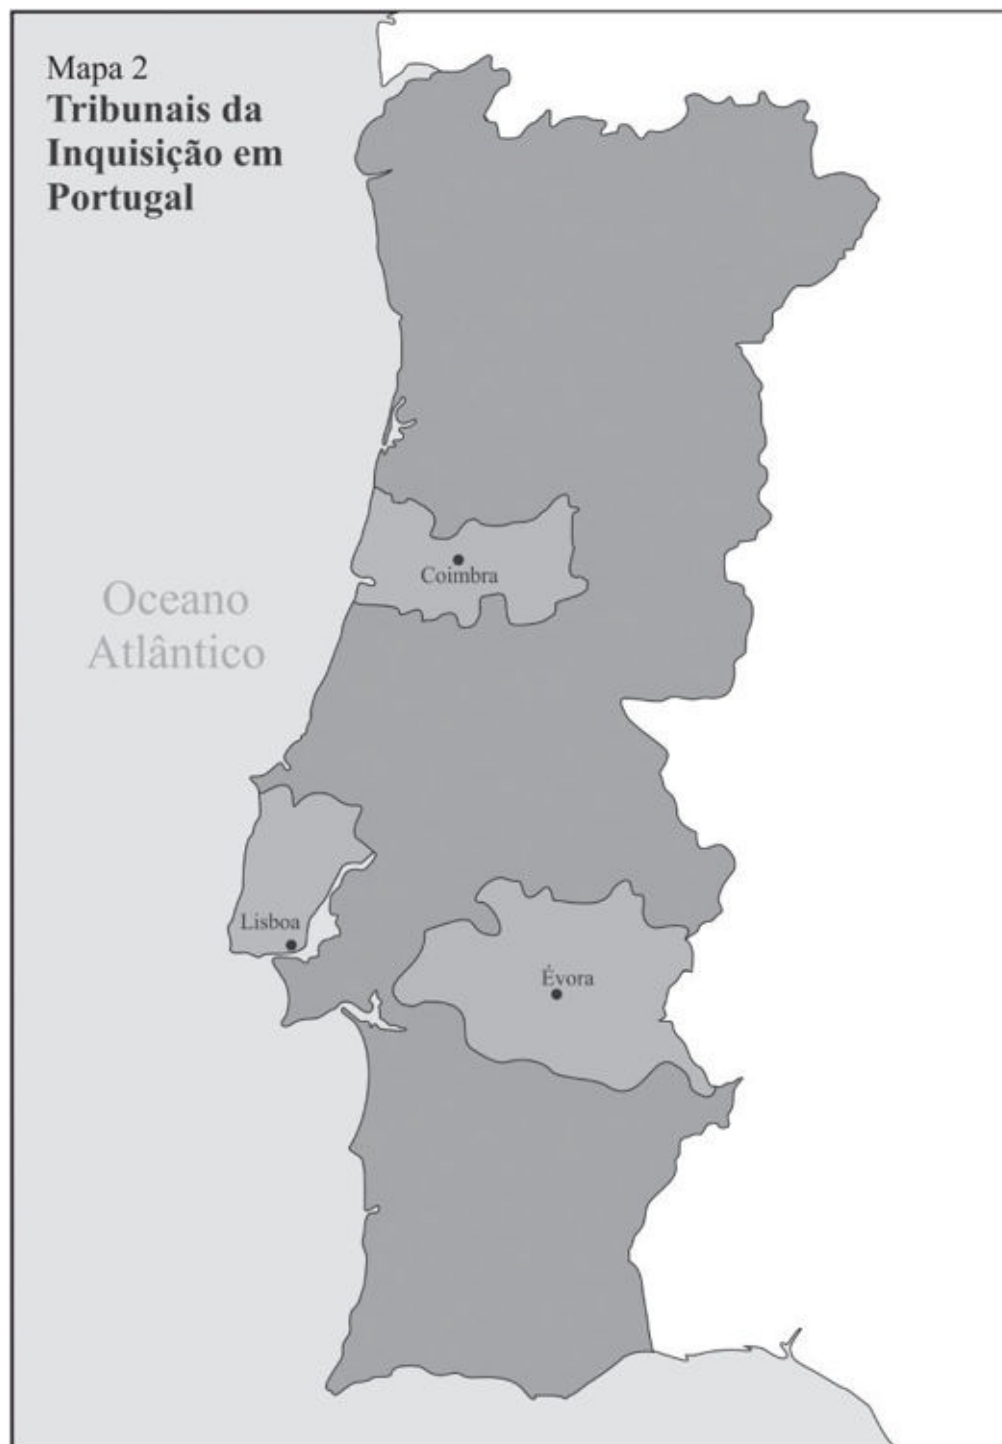 Mapa 2
Tribunais da
Inquisição em
Portugal
Coimbra
Oceano
Atlântico
Lisboa
Évora